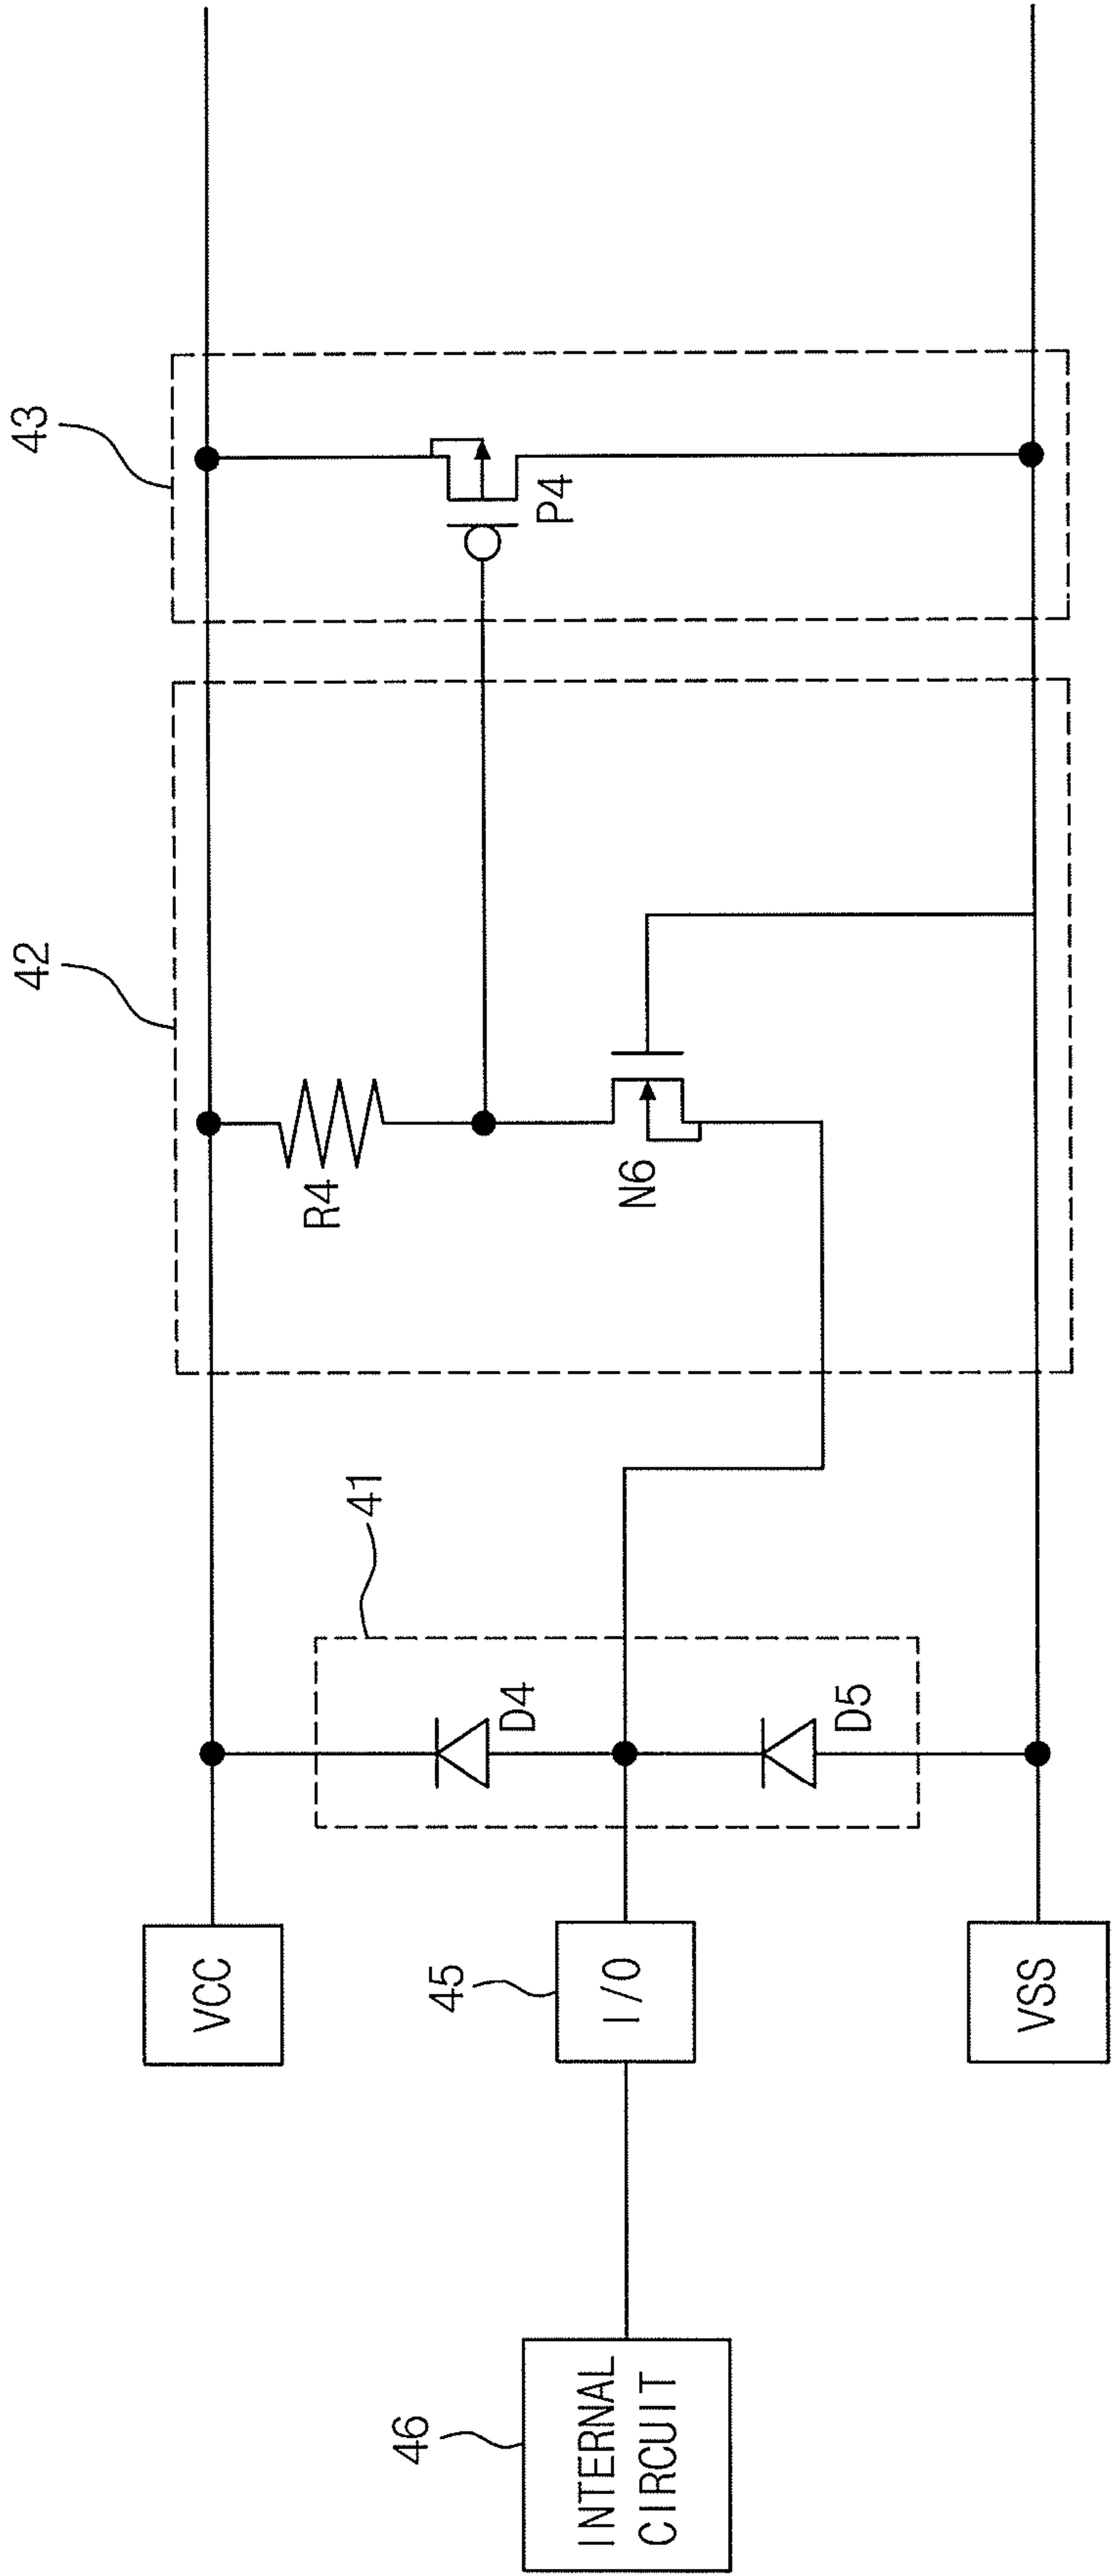 43
P4
42
R4
N6
41
D4
D5
VCC
45
I/O
VSS
46
INTERNAL
CIRCUIT